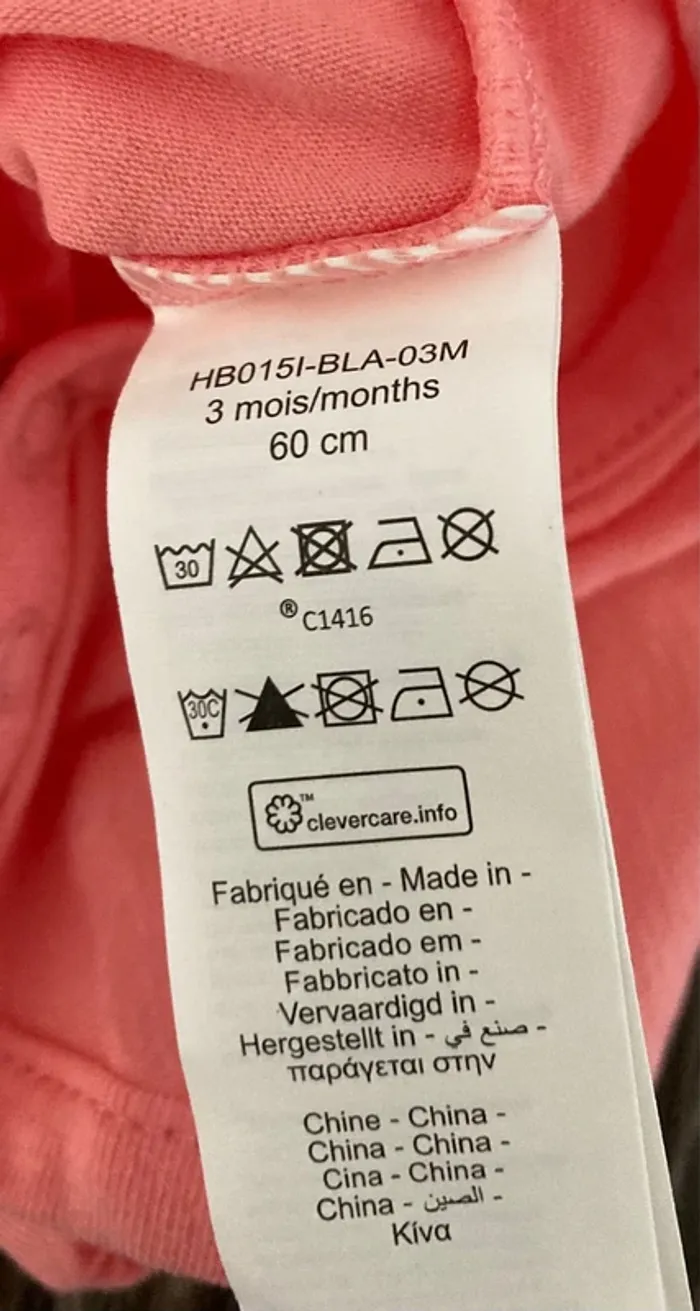 HB015I-BLA-03M
3 mois/months
60 cm
30
® C1416
30C
™ clevercare.info
Fabriqué en - Made in -
Fabricado en -
Fabricado em -
Fabbricato in -
Vervaardigd in -
Hergestellt in - صنع في -
παράγεται στην
Chine - China -
China - China -
Cina - China -
China - الصين -
Κίνα